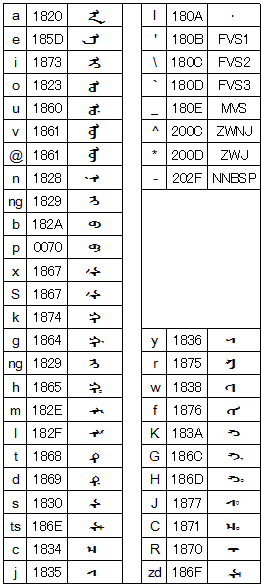 a 1820 ᠠ | 180A ᠊
e 185D ᡝ ' 180B FVS1
i 1873 ᡳ \ 180C FVS2
o 1823 ᠣ ` 180D FVS3
u 1860 ᡠ _ 180E MVS
v 1861 ᡡ ^ 200C ZWNJ
@ 1861 ᡡ * 200D ZWJ
n 1828 ᠨ - 202F NNBSP
ng 1829 ᠩ
b 182A ᠪ
p 0070 ᡦ
x 1867 ᡧ
S 1867 ᡧ
k 1874 ᡴ
g 1864 ᡤ y 1836 ᠶ
ng 1829 ᠩ r 1875 ᡵ
h 1865 ᡥ w 1838 ᠸ
m 182E ᠮ f 1876 ᡶ
l 182F ᠯ K 183A ᠺ
t 1868 ᡨ G 186C ᡬ
d 1869 ᡩ H 186D ᡭ
s 1830 ᠰ J 1877 ᡷ
ts 186E ᡮ C 1871 ᡱ
c 1834 ᠴ R 1870 ᡰ
j 1835 ᠵ zd 186F ᡯ